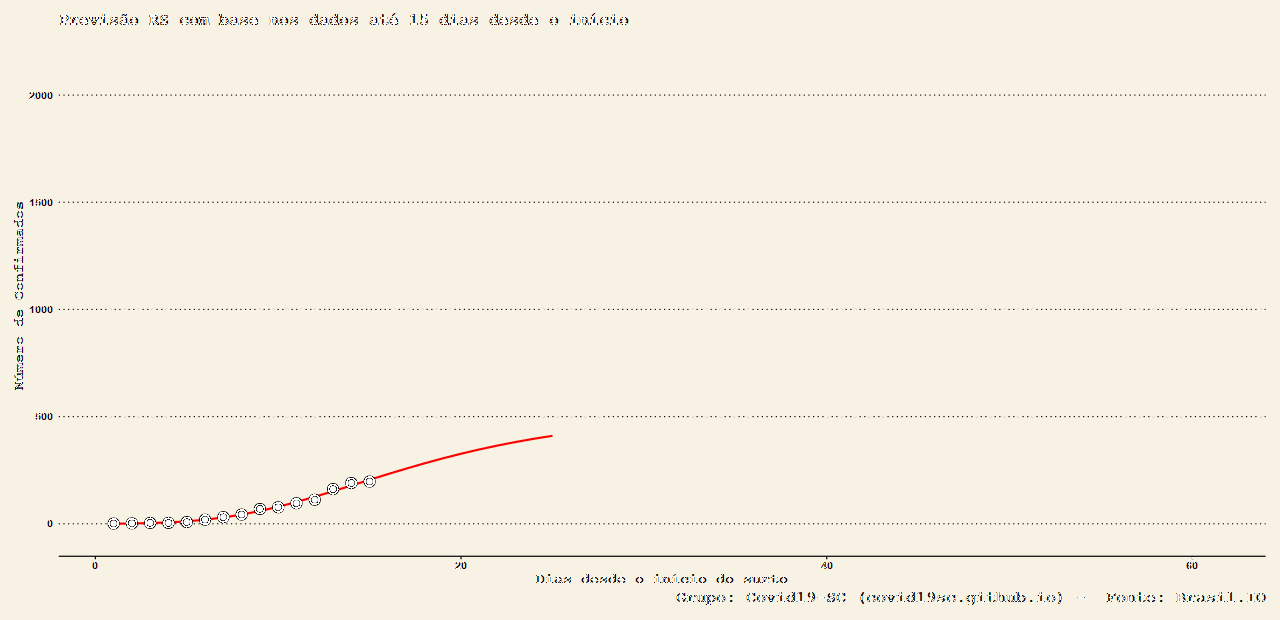 Previsão RS com base nos dados até 15 dias desde o início
2000
1500
1000
500
0
Número de Confirmados
0 20 40 60
Dias desde o início do surto
Grupo: Covid19-SC (covid19sc.github.io) -- Fonte: Brasil.IO